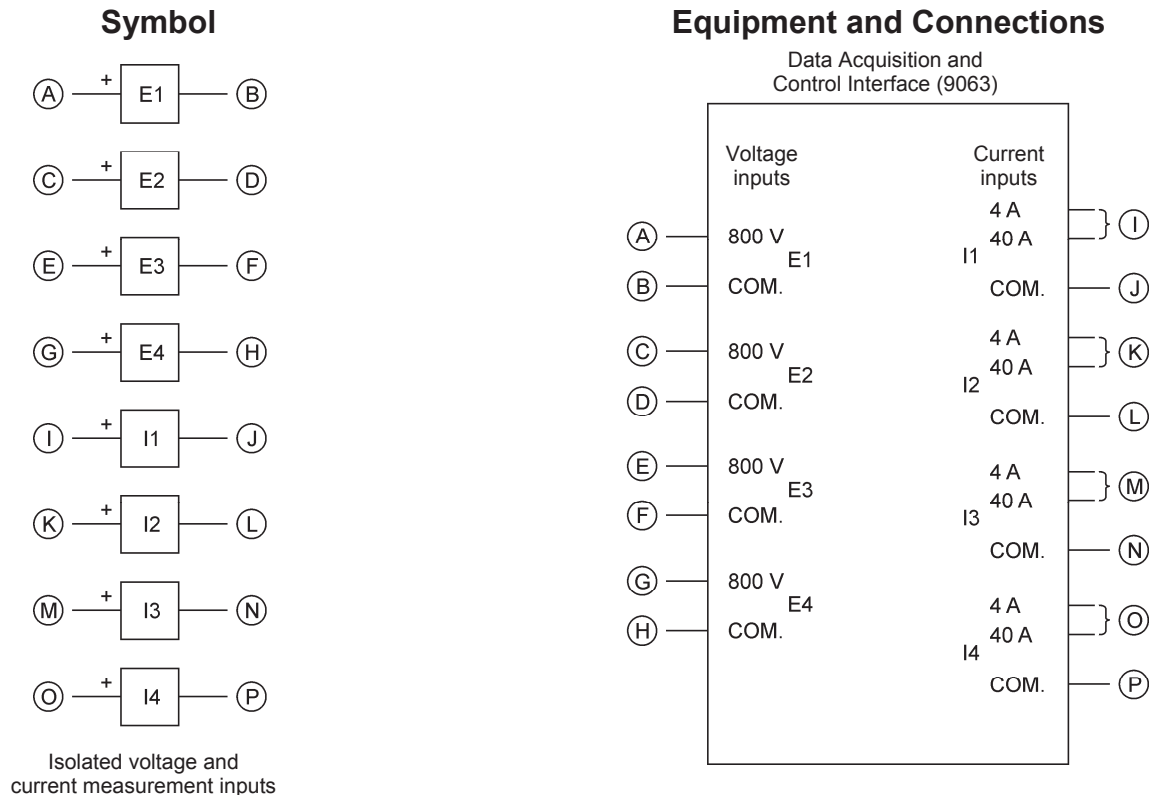 Symbol
A + E1 B
C + E2 D
E + E3 F
G + E4 H
I + I1 J
K + I2 L
M + I3 N
O + I4 P
Isolated voltage and
current measurement inputs
Equipment and Connections
Data Acquisition and
Control Interface (9063)
Voltage
inputs
A 800 V
E1
B COM.
C 800 V
E2
D COM.
E 800 V
E3
F COM.
G 800 V
E4
H COM.
Current
inputs
4 A
I
40 A
I1
COM. J
4 A
K
40 A
I2
COM. L
4 A
M
40 A
I3
COM. N
4 A
O
40 A
I4
COM. P